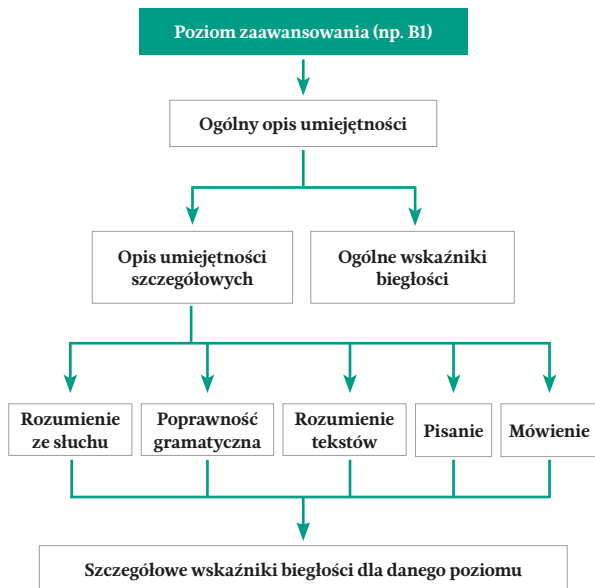 Poziom zaawansowania (np. B1)
Ogólny opis umiejętności
Opis umiejętności
szczegółowych
Ogólne wskaźniki
biegłości
Rozumienie
ze słuchu
Poprawność
gramatyczna
Rozumienie
tekstów
Pisanie
Mówienie
Szczegółowe wskaźniki biegłości dla danego poziomu